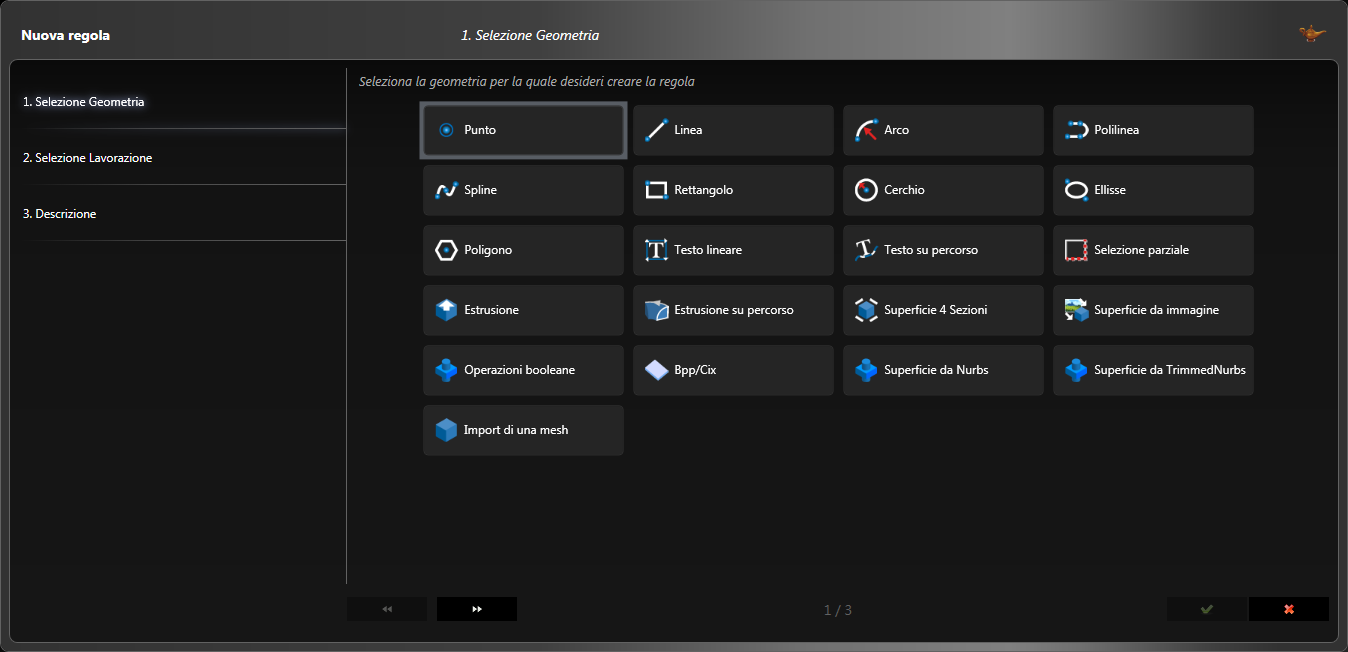 Nuova regola
1. Selezione Geometria
1. Selezione Geometria
2. Selezione Lavorazione
3. Descrizione
Seleziona la geometria per la quale desideri creare la regola
Punto
Linea
Arco
Polilinea
Spline
Rettangolo
Cerchio
Ellisse
Poligono
Testo lineare
Testo su percorso
Selezione parziale
Estrusione
Estrusione su percorso
Superficie 4 Sezioni
Superficie da immagine
Operazioni booleane
Bpp/Cix
Superficie da Nurbs
Superficie da TrimmedNurbs
Import di una mesh
1 / 3